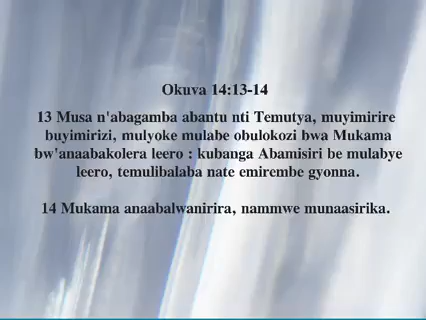 Okuva 14:13-14
13 Musa n'abagamba abantu nti Temutya, muyimirire
buyimirizi, mulyoke mulabe obulokozi bwa Mukama
bw'anaabakolera leero : kubanga Abamisiri be mulabye
leero, temulibalaba nate emirembe gyonna.
14 Mukama anaabalwanirira, nammwe munaasirika.